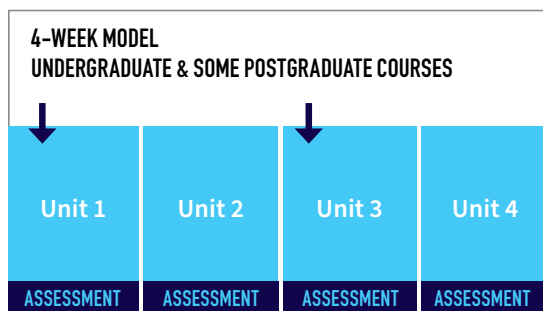 4-WEEK MODEL
UNDERGRADUATE & SOME POSTGRADUATE COURSES
Unit 1 Unit 2 Unit 3 Unit 4
ASSESSMENT ASSESSMENT ASSESSMENT ASSESSMENT